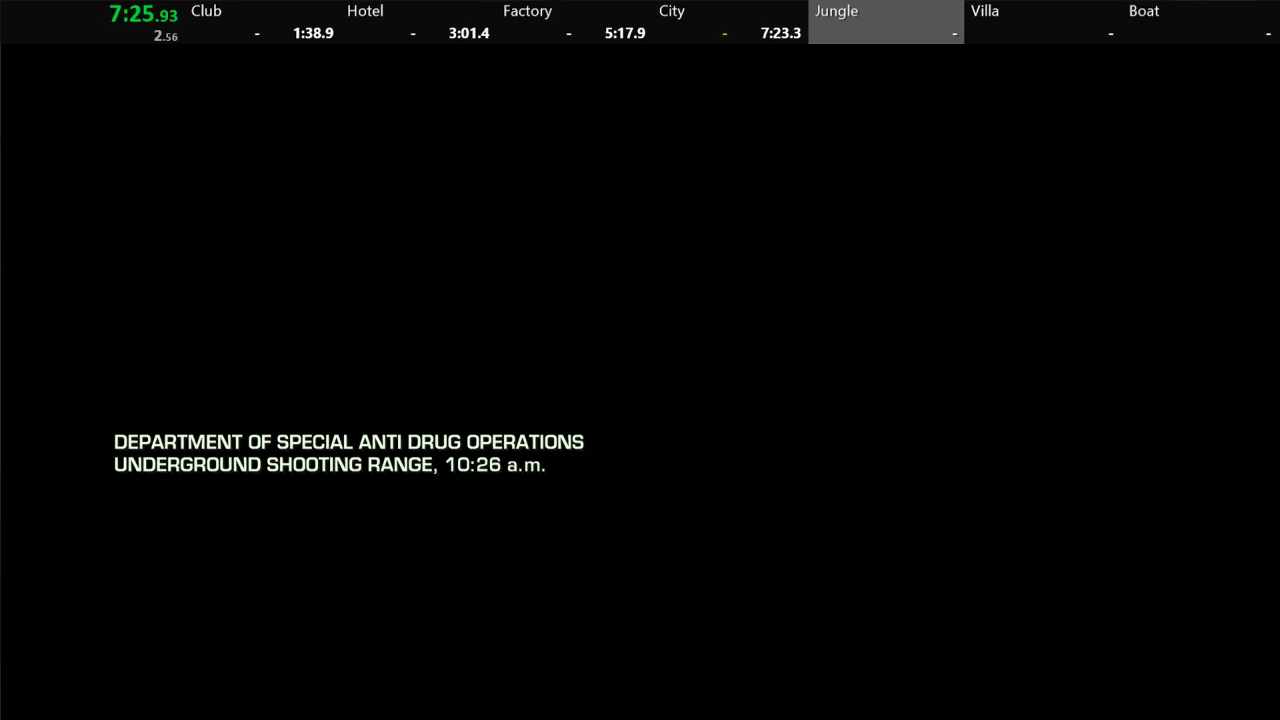 7:25.93 Club Hotel Factory City Jungle Villa Boat
2.56 - 1:38.9 - 3:01.4 - 5:17.9 - 7:23.3 - - -
DEPARTMENT OF SPECIAL ANTI DRUG OPERATIONS
UNDERGROUND SHOOTING RANGE, 10:26 a.m.